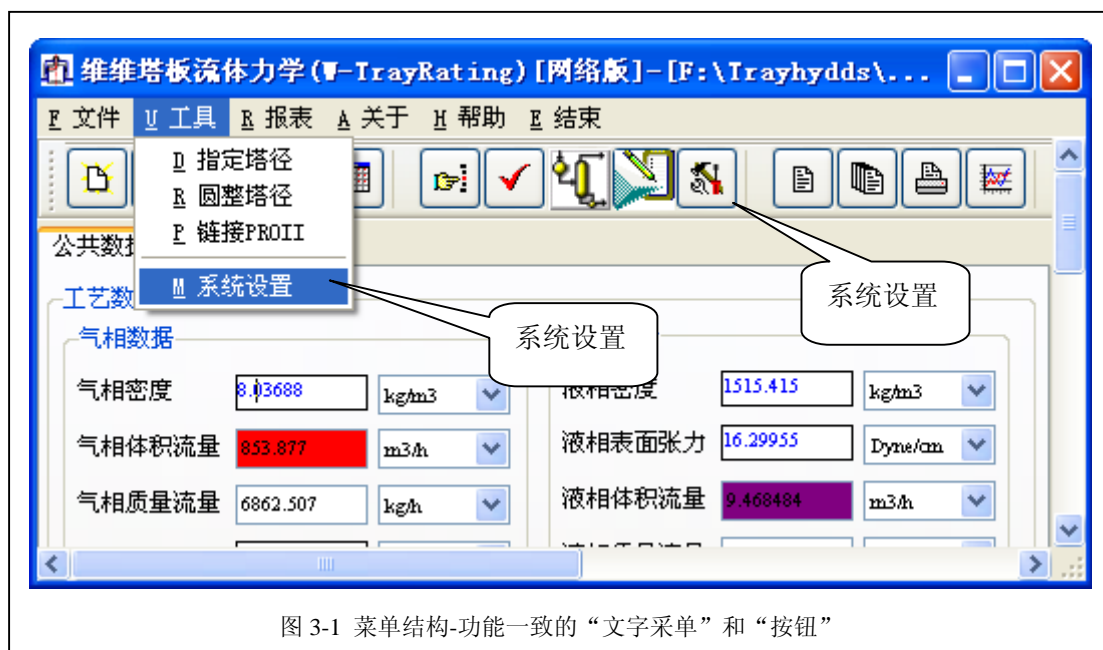 维维塔板流体力学(W-TrayRating)[网络版]-[F:\Trayhydds\...
F 文件 U 工具 R 报表 A 关于 H 帮助 E 结束
D 指定塔径
R 圆整塔径
P 链接PROII
M 系统设置
公共数据
工艺数
系统设置
系统设置
气相数据
气相密度 8.03688 kg/m3 液相密度 1515.415 kg/m3
气相体积流量 853.877 m3/h 液相表面张力 16.29955 Dyne/cm
气相质量流量 6862.507 kg/h 液相体积流量 9.468484 m3/h
图 3-1 菜单结构-功能一致的“文字采单”和“按钮”